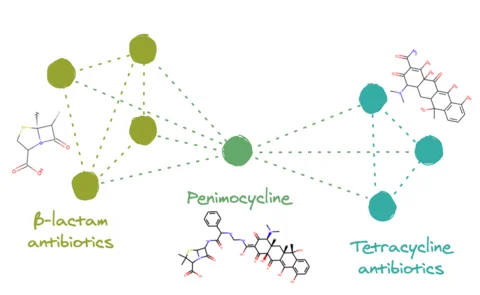 Penimocycline
β-lactam
antibiotics
Tetracycline
antibiotics